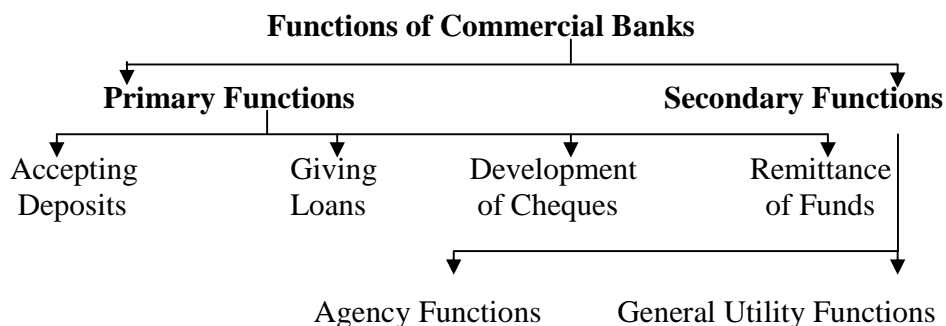 Functions of Commercial Banks
Primary Functions Secondary Functions
Accepting Giving Development Remittance
Deposits Loans of Cheques of Funds
Agency Functions General Utility Functions